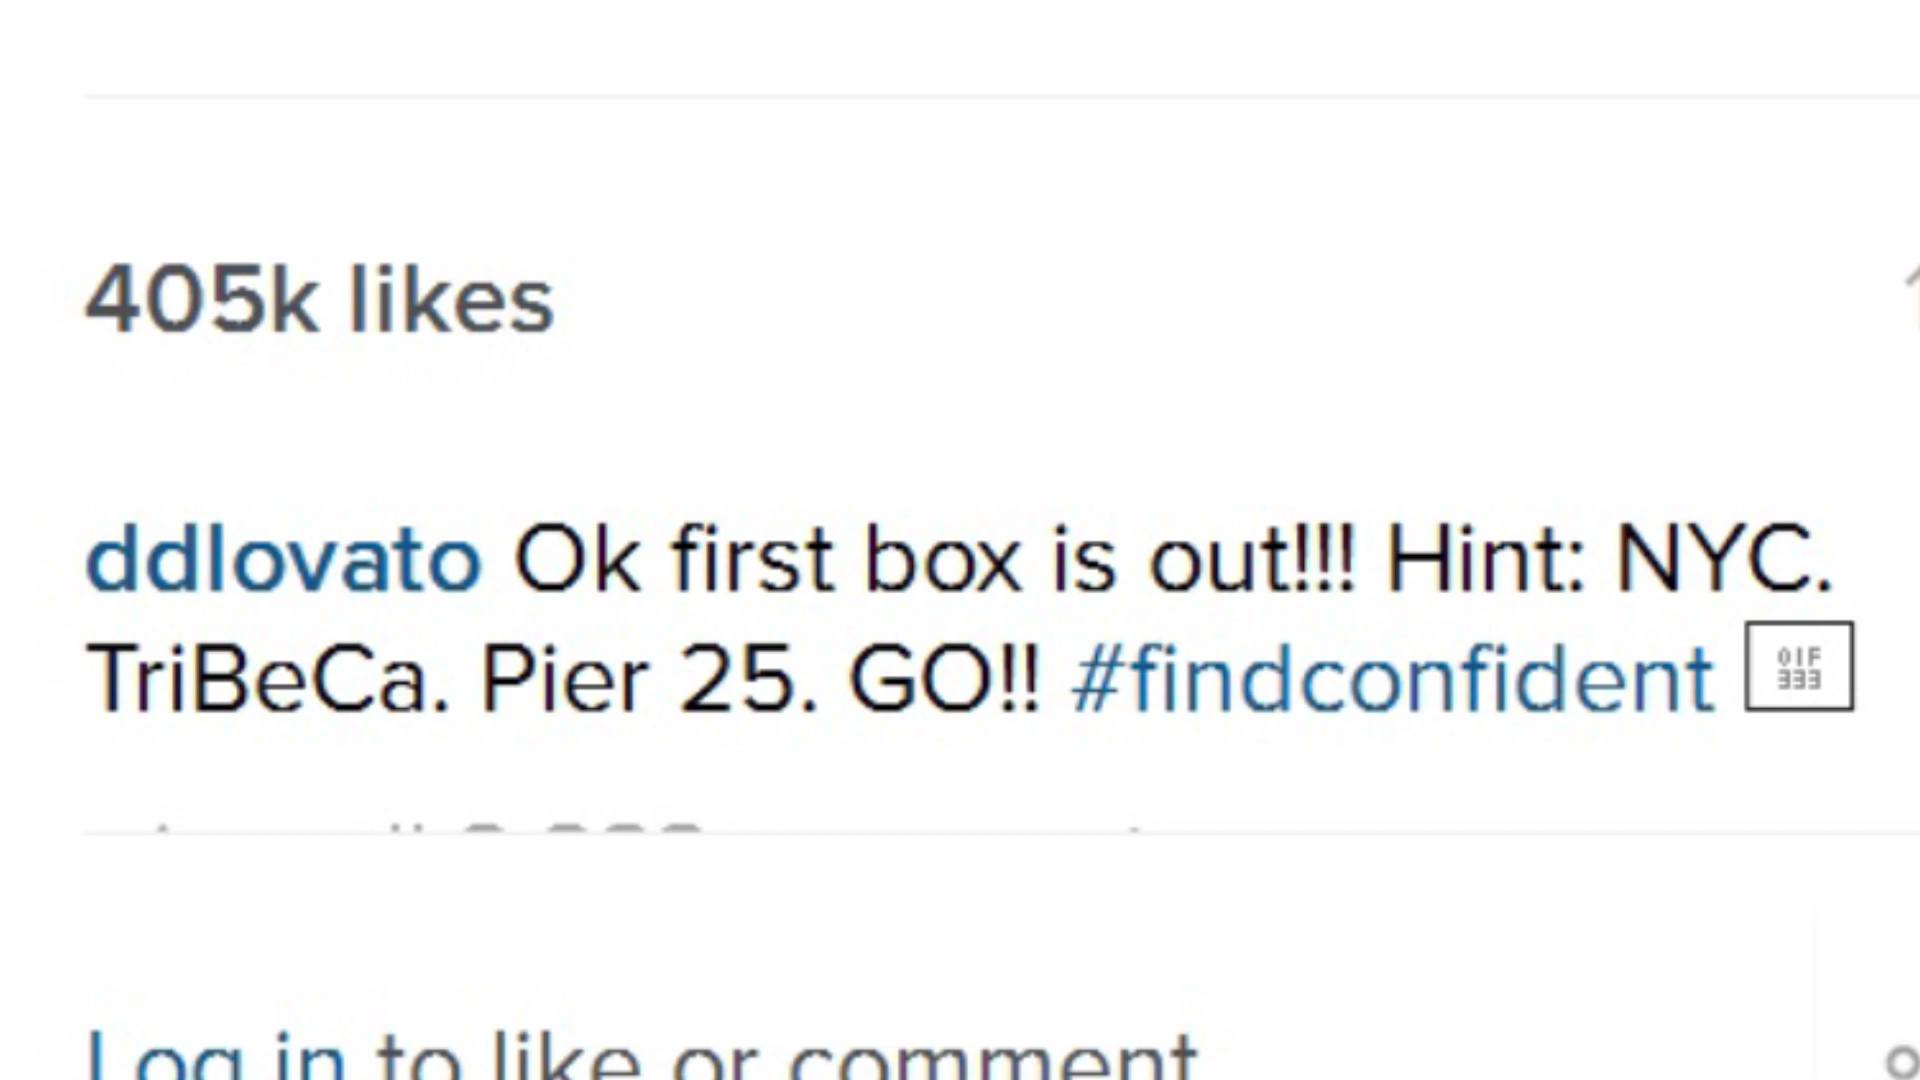 405k likes
ddlovato Ok first box is out!!! Hint: NYC.
TriBeCa. Pier 25. GO!! #findconfident
Log in to like or comment